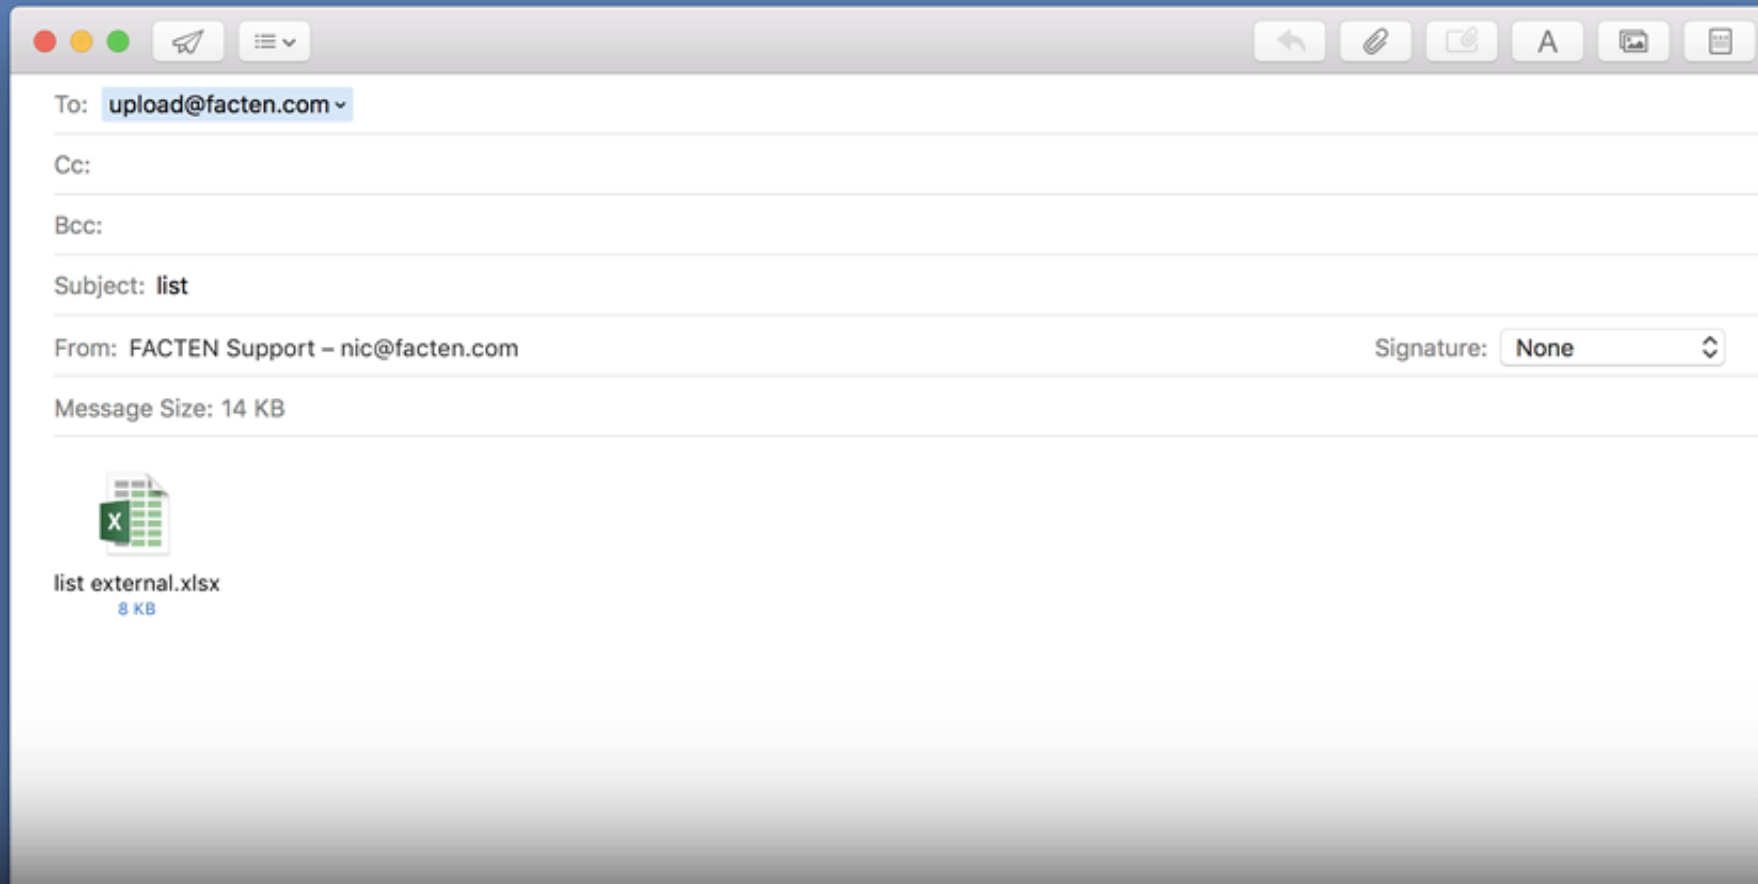 To: upload@facten.com
Cc:
Bcc:
Subject: list
From: FACTEN Support – nic@facten.com Signature: None
Message Size: 14 KB
X
list external.xlsx
8 KB